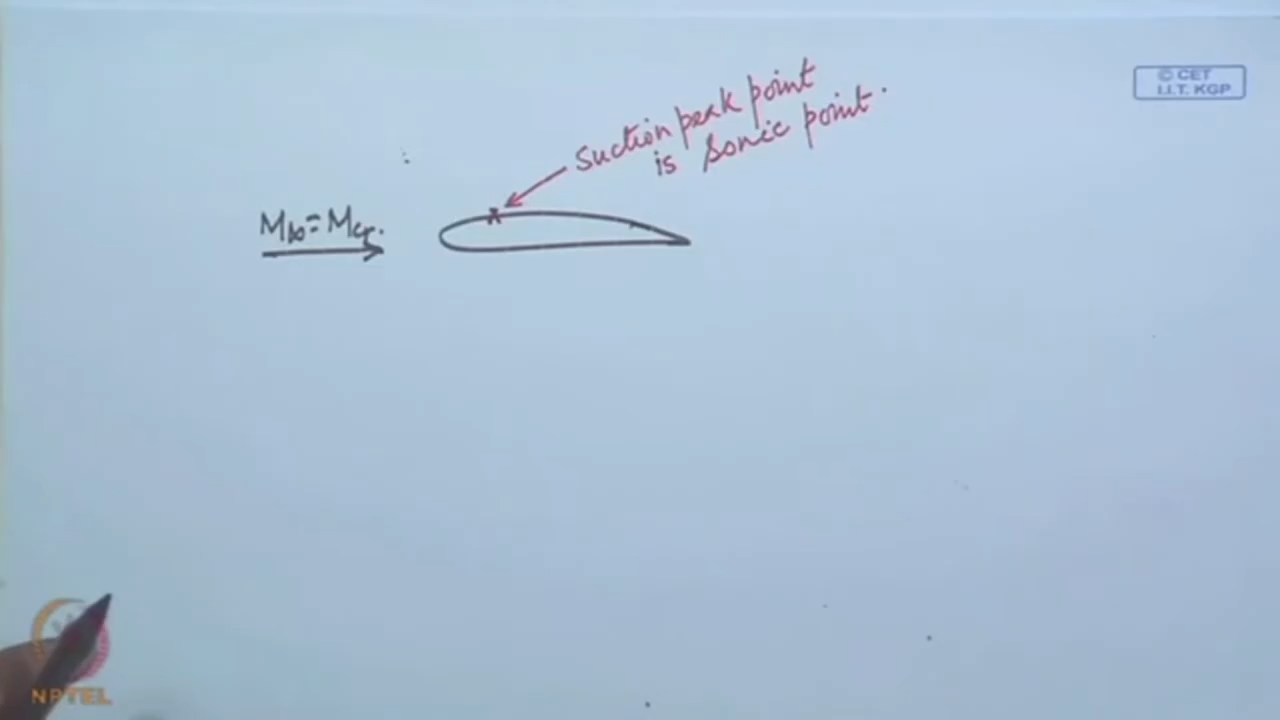 suction peak point
is sonic point.
M∞=Mcr.
© CET
I.I.T. KGP
NPTEL